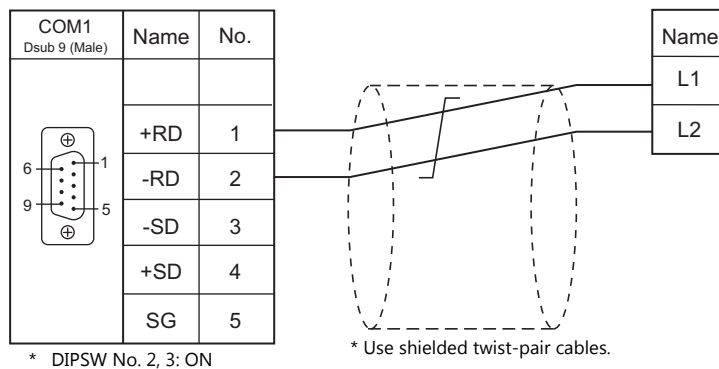 COM1
Dsub 9 (Male)
Name
No.
Name
L1
+RD
1
L2
6
1
-RD
2
9
5
-SD
3
+SD
4
SG
5
* DIPSW No. 2, 3: ON
* Use shielded twist-pair cables.